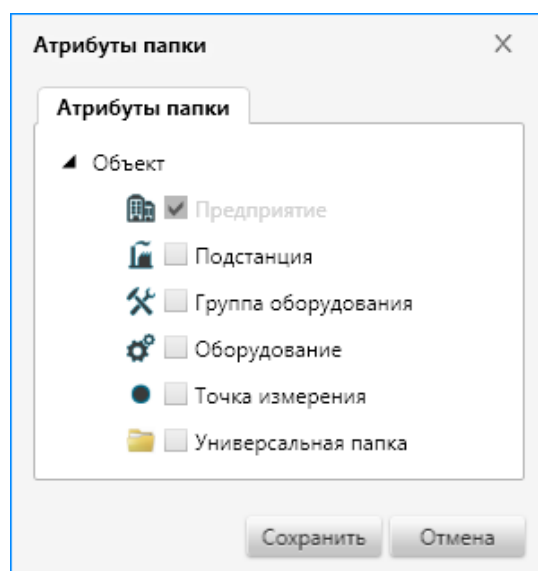 Атрибуты папки
Атрибуты папки
Объект
Предприятие
Подстанция
Группа оборудования
Оборудование
Точка измерения
Универсальная папка
Сохранить Отмена